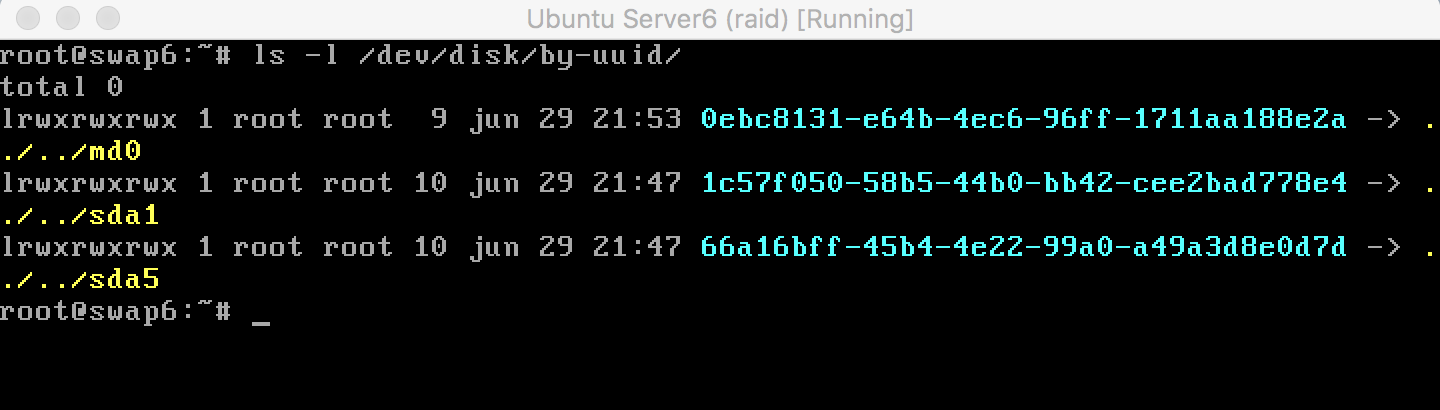 Ubuntu Server6 (raid) [Running]
root@swap6:~# ls -l /dev/disk/by-uuid/
total 0
lrwxrwxrwx 1 root root  9 jun 29 21:53 0ebc8131-e64b-4ec6-96ff-1711aa188e2a -> .
./../md0
lrwxrwxrwx 1 root root 10 jun 29 21:47 1c57f050-58b5-44b0-bb42-cee2bad778e4 -> .
./../sda1
lrwxrwxrwx 1 root root 10 jun 29 21:47 66a16bff-45b4-4e22-99a0-a49a3d8e0d7d -> .
./../sda5
root@swap6:~# _